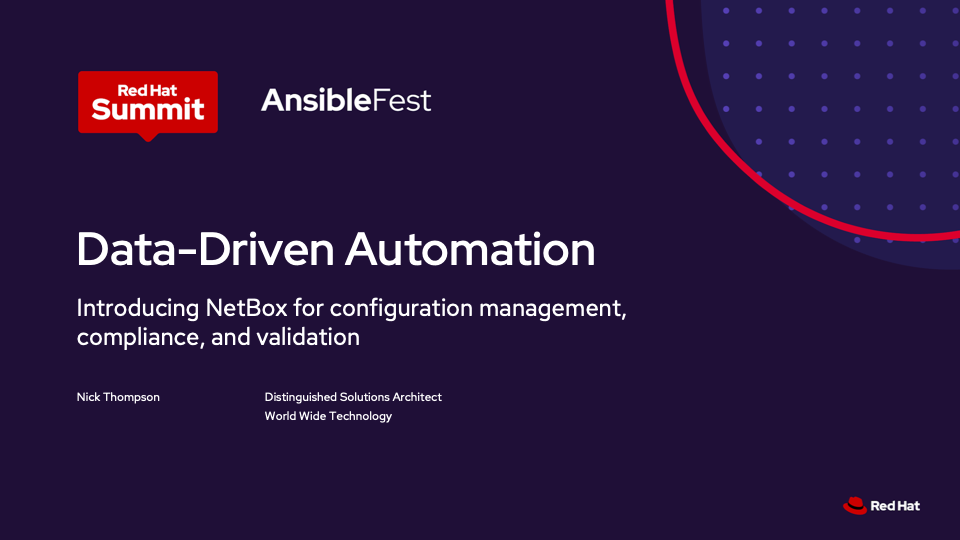 Red Hat
Summit
AnsibleFest
Data-Driven Automation
Introducing NetBox for configuration management,
compliance, and validation
Nick Thompson
Distinguished Solutions Architect
World Wide Technology
Red Hat